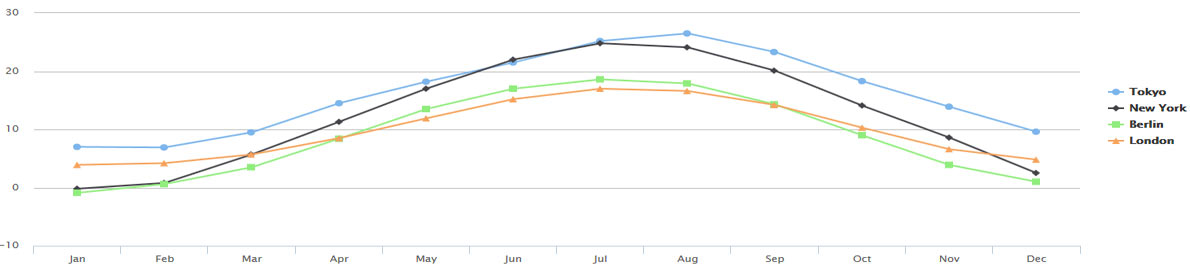 30
20
10
0
-10
Jan Feb Mar Apr May Jun Jul Aug Sep Oct Nov Dec
Tokyo
New York
Berlin
London